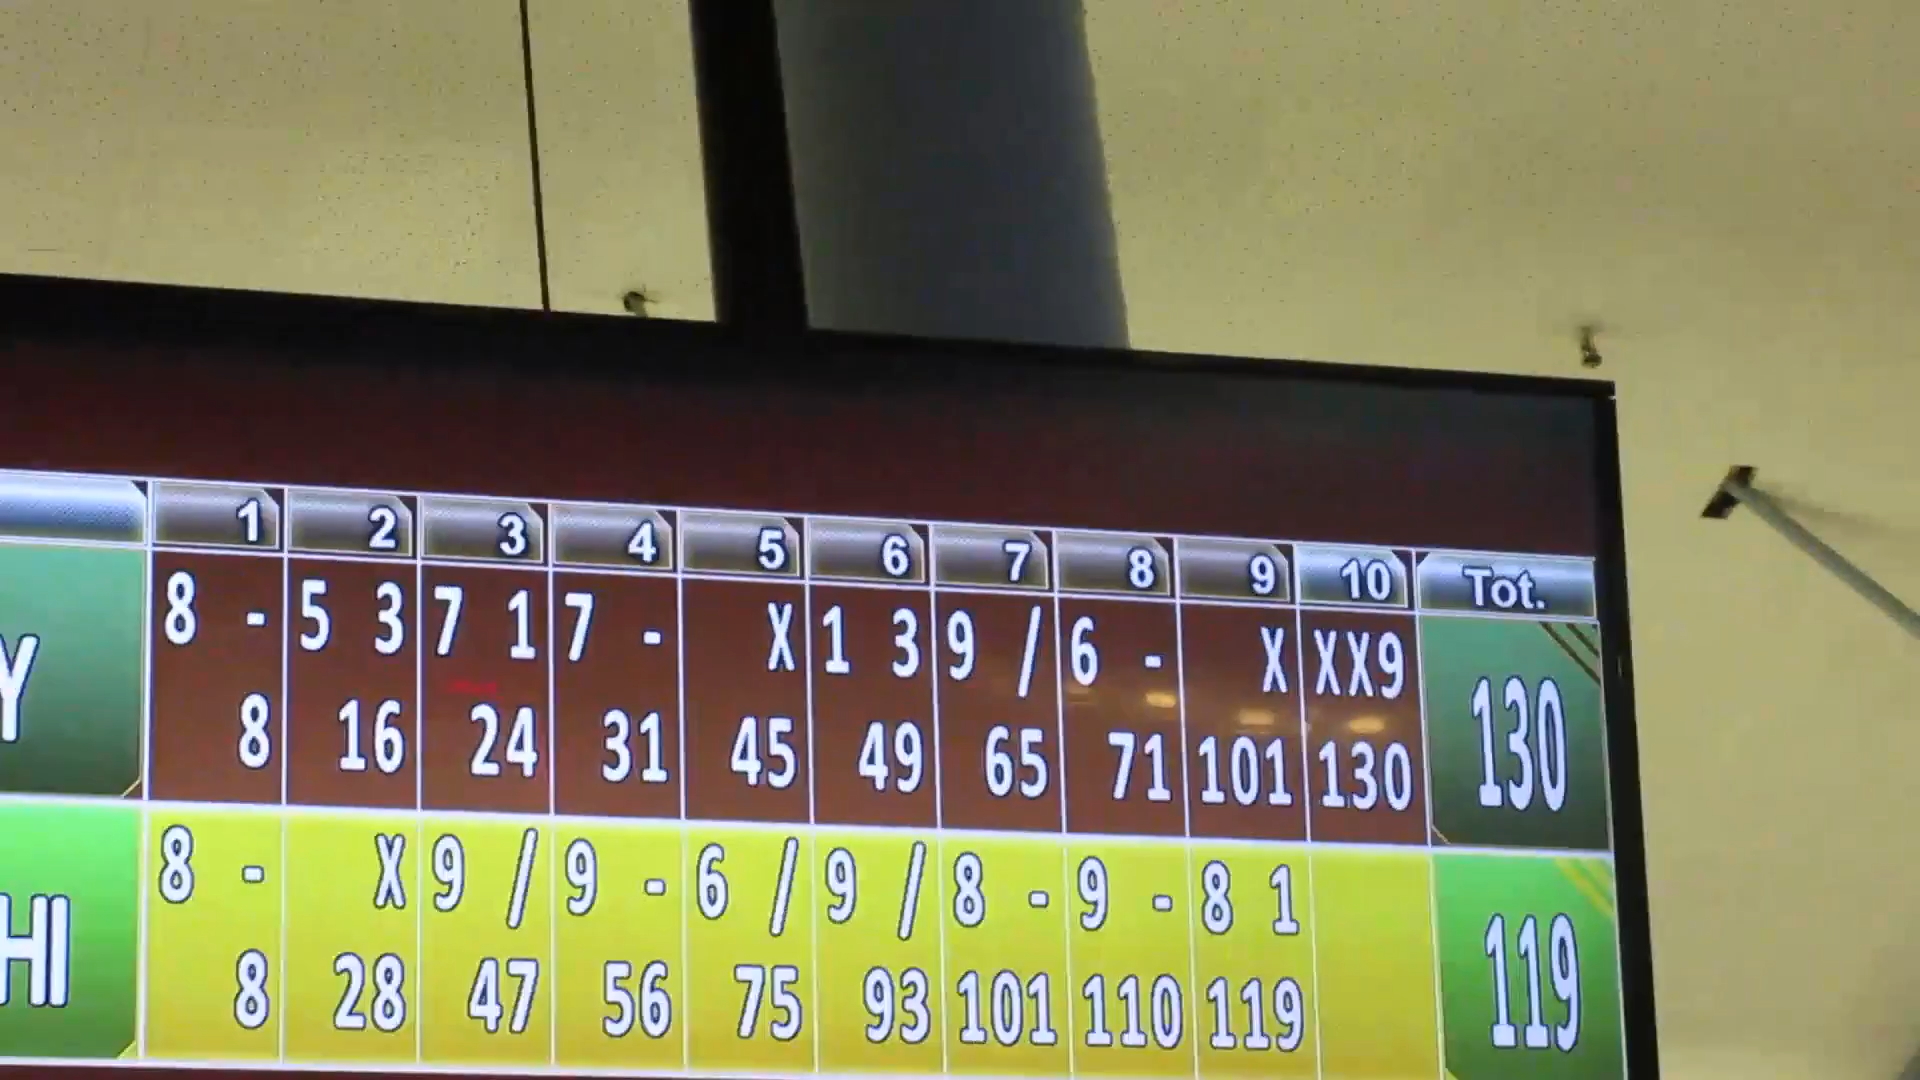 1 2 3 4 5 6 7 8 9 10 Tot.
8 - 5 3 7 1 7 - X 1 3 9 / 6 - X XX9
Y 8 16 24 31 45 49 65 71 101 130 130
8 - X 9 / 9 - 6 / 9 / 8 - 9 - 8 1
HI 8 28 47 56 75 93 101 110 119 119